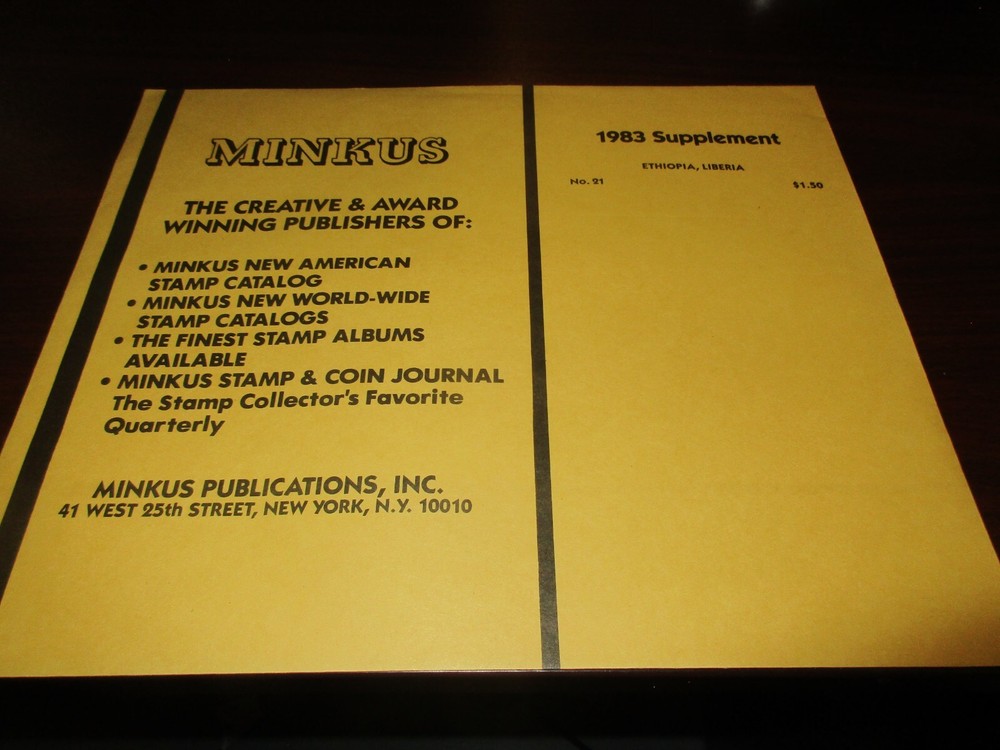 MINKUS
THE CREATIVE & AWARD
WINNING PUBLISHERS OF:
• MINKUS NEW AMERICAN
STAMP CATALOG
• MINKUS NEW WORLD-WIDE
STAMP CATALOGS
• THE FINEST STAMP ALBUMS
AVAILABLE
• MINKUS STAMP & COIN JOURNAL
The Stamp Collector's Favorite
Quarterly
MINKUS PUBLICATIONS, INC.
41 WEST 25th STREET, NEW YORK, N.Y. 10010
1983 Supplement
ETHIOPIA, LIBERIA
No. 21 $1.50